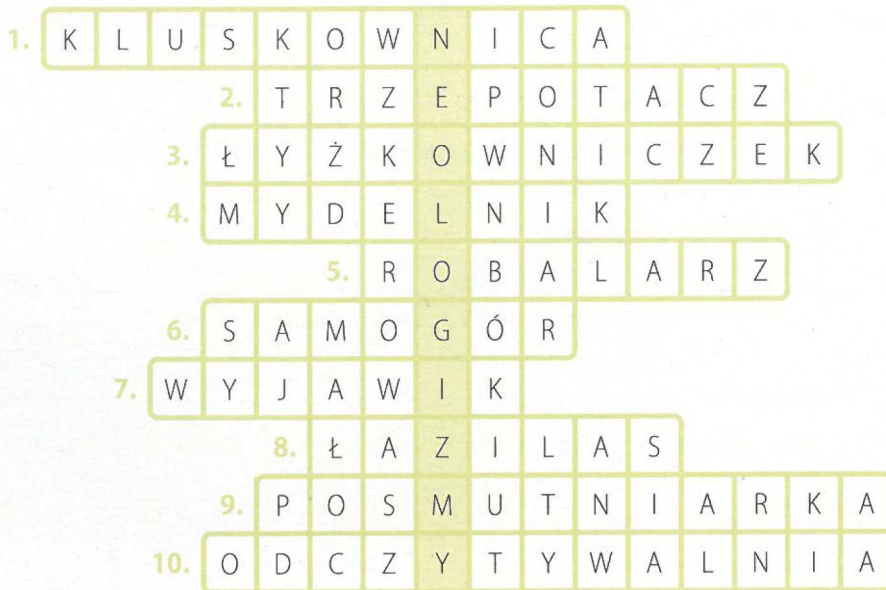 1. KLUSKOWNICA
2. TRZEPOTACZ
3. ŁYŻKOWNICZEK
4. MYDELNIK
5. ROBALARZ
6. SAMOGÓR
7. WYJAWIK
8. ŁAZILAS
9. POSMUTNIARKA
10. ODCZYTYWALNIA